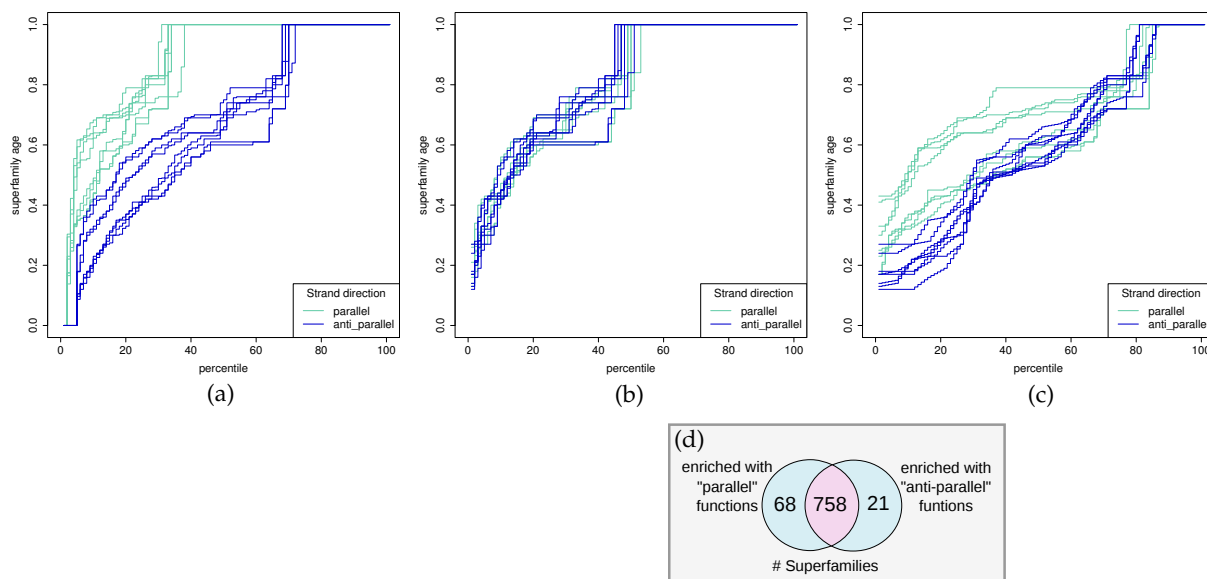 superfamily age
0.0 0.2 0.4 0.6 0.8 1.0
0 20 40 60 80 100
percentile
Strand direction
parallel
anti_parallel
(a)
superfamily age
0.0 0.2 0.4 0.6 0.8 1.0
0 20 40 60 80 100
percentile
Strand direction
parallel
anti_parallel
(b)
superfamily age
0.0 0.2 0.4 0.6 0.8 1.0
0 20 40 60 80 100
percentile
Strand direction
parallel
anti_parallel
(c)
(d)
enriched with
"parallel"
functions
68 758 21
enriched with
"anti-parallel"
funtions
# Superfamilies